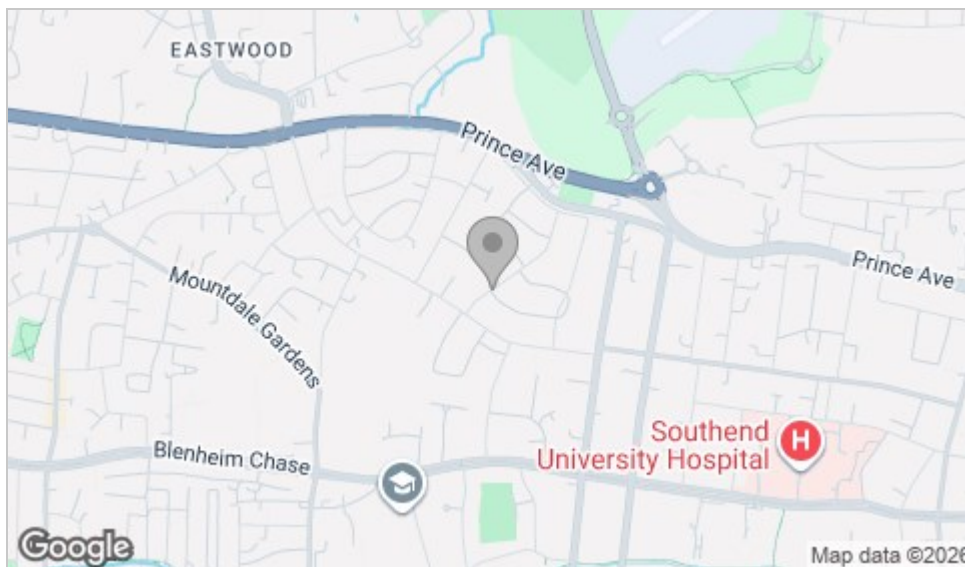 EASTWOOD
Prince Ave
Prince Ave
Mountdale Gardens
Southend
University Hospital
H
Blenheim Chase
Google
Map data ©2026